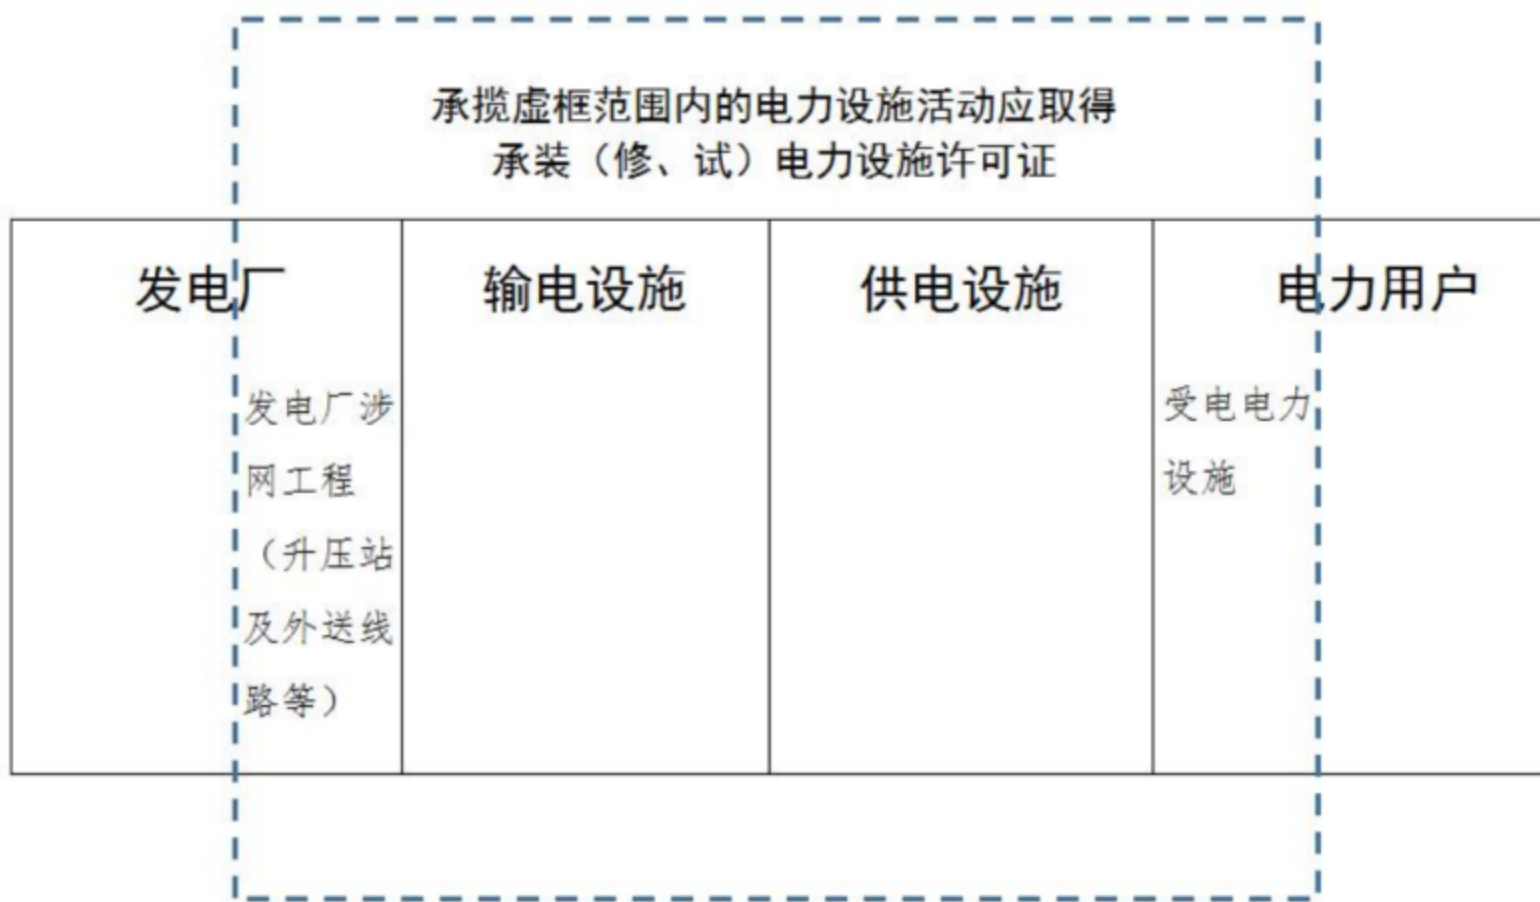 承揽虚框范围内的电力设施活动应取得
承装（修、试）电力设施许可证
发电厂
输电设施
供电设施
电力用户
发电厂涉
网工程
（升压站
及外送线
路等）
受电电力
设施